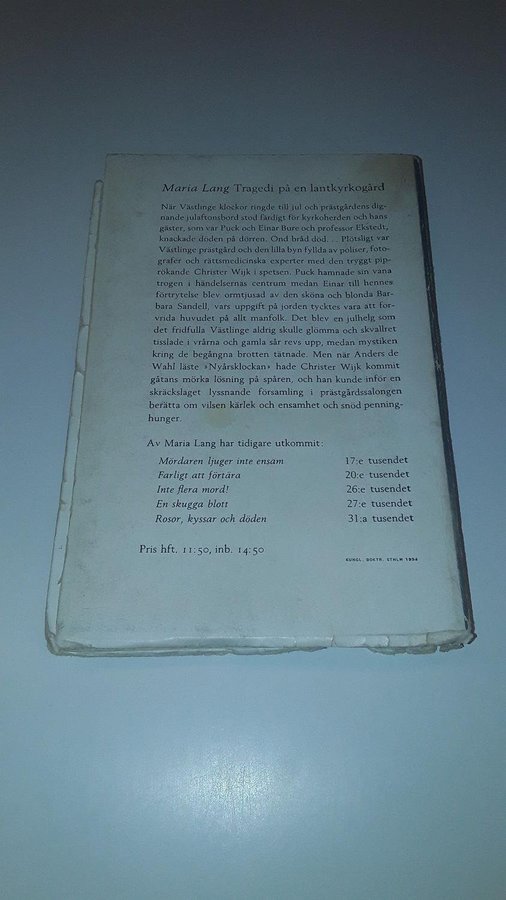 Maria Lang Tragedi på en lantkyrkogård
När Västlinge klockor ringde till jul och prästgårdens dig-
nande julaftonsbord stod färdigt för kyrkoherden och hans
gäster, som var Puck och Einar Bure och professor Ekstedt,
knackade döden på dörren. Ond bråd död. . . Plötsligt var
Västlinge prästgård och den lilla byn fyllda av poliser, foto-
grafer och rättsmedicinska experter med den tryggt pip-
rökande Christer Wijk i spetsen. Puck hamnade sin vana
trogen i händelsernas centrum medan Einar till hennes
förtrytelse blev ormtjusad av den sköna och blonda Bar-
bara Sandell, vars uppgift på jorden tycktes vara att för-
vrida huvudet på allt manfolk. Det blev en julhelg som
det fridfulla Västlinge aldrig skulle glömma och skvallret
tisslade i vrårna och gamla sår revs upp, medan mystiken
kring de begångna brotten tätnade. Men när Anders de
Wahl läste »Nyårsklockan» hade Christer Wijk kommit
gåtans mörka lösning på spåren, och han kunde inför en
skräckslaget lyssnande församling i prästgårdssalongen
berätta om vilsen kärlek och ensamhet och snöd penning-
hunger.
Av Maria Lang har tidigare utkommit:
Mördaren ljuger inte ensam 17:e tusendet
Farligt att förtära 20:e tusendet
Inte flera mord! 26:e tusendet
En skugga blott 27:e tusendet
Rosor, kyssar och döden 31:a tusendet
Pris hft. 11:50, inb. 14:50
KUNGL. BOKTR. STHLM 1954